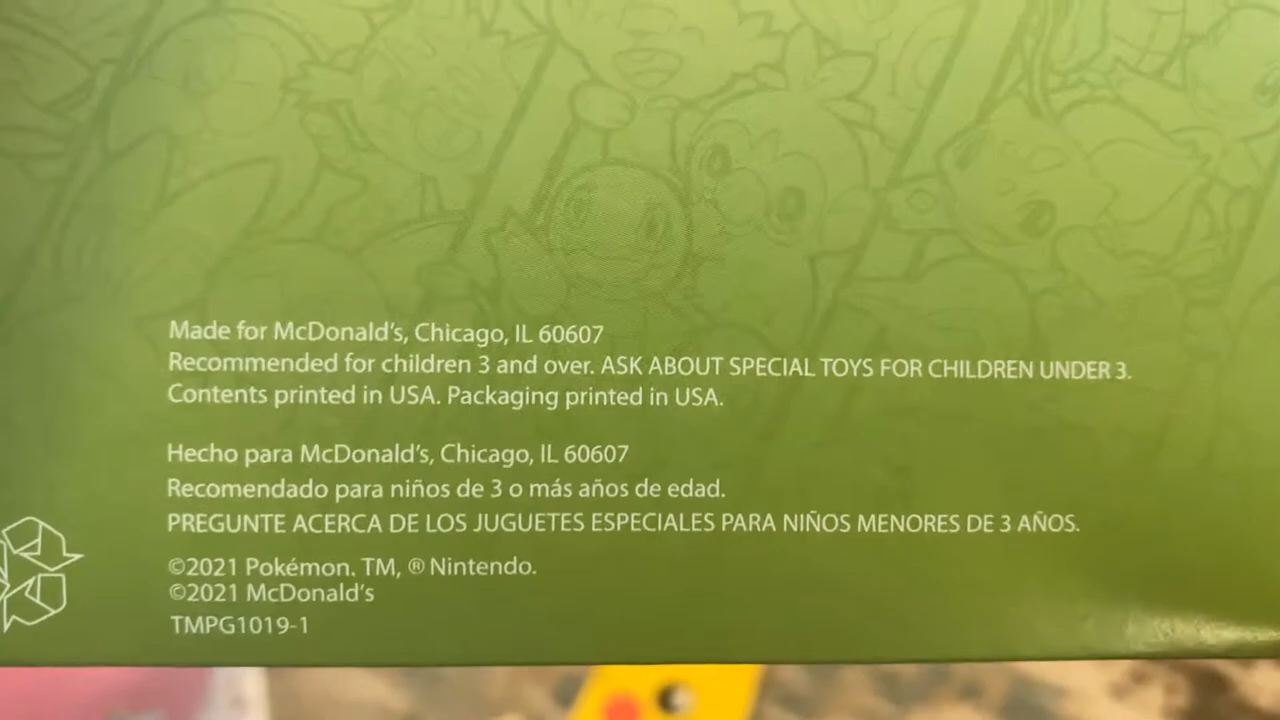 Made for McDonald's, Chicago, IL 60607
Recommended for children 3 and over. ASK ABOUT SPECIAL TOYS FOR CHILDREN UNDER 3.
Contents printed in USA. Packaging printed in USA.
Hecho para McDonald's, Chicago, IL 60607
Recomendado para niños de 3 o más años de edad.
PREGUNTE ACERCA DE LOS JUGUETES ESPECIALES PARA NIÑOS MENORES DE 3 AÑOS.
©2021 Pokémon. TM, ® Nintendo.
©2021 McDonald's
TMPG1019-1